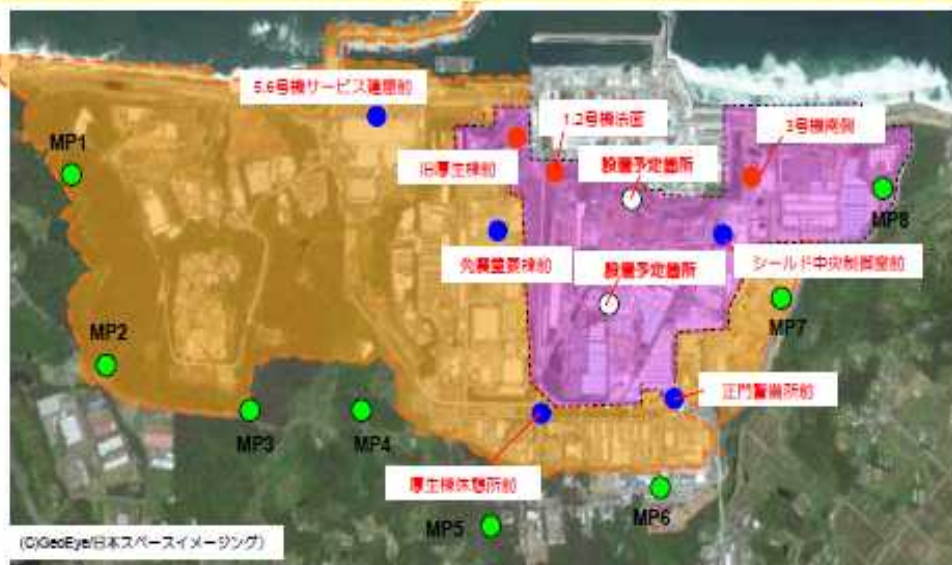 5.6号機サービス建屋前
1.2号機法面
3号機南側
MP1
旧厚生棟前
設置予定箇所
MP8
免震重要棟前
設置予定箇所
シールド中央制御室前
MP7
MP2
正門警備所前
MP3
MP4
厚生棟休憩所前
MP6
MP5
(C)GeoEye/日本スペースイメージング)